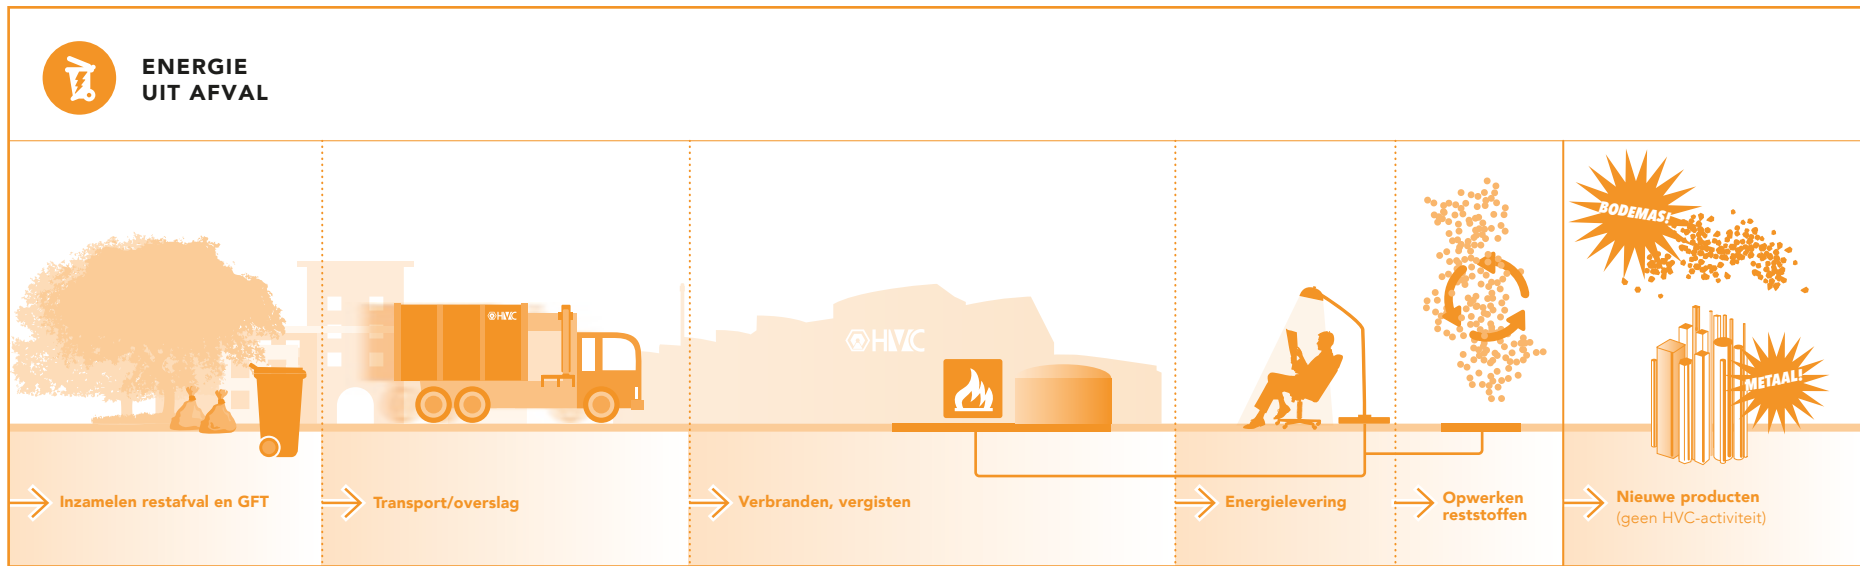 ENERGIE
UIT AFVAL
HVC
HVC
BODEMAS!
METAAL!
Inzamelen restafval en GFT
Transport/overslag
Verbranden, vergisten
Energielevering
Opwerken
reststoffen
Nieuwe producten
(geen HVC-activiteit)